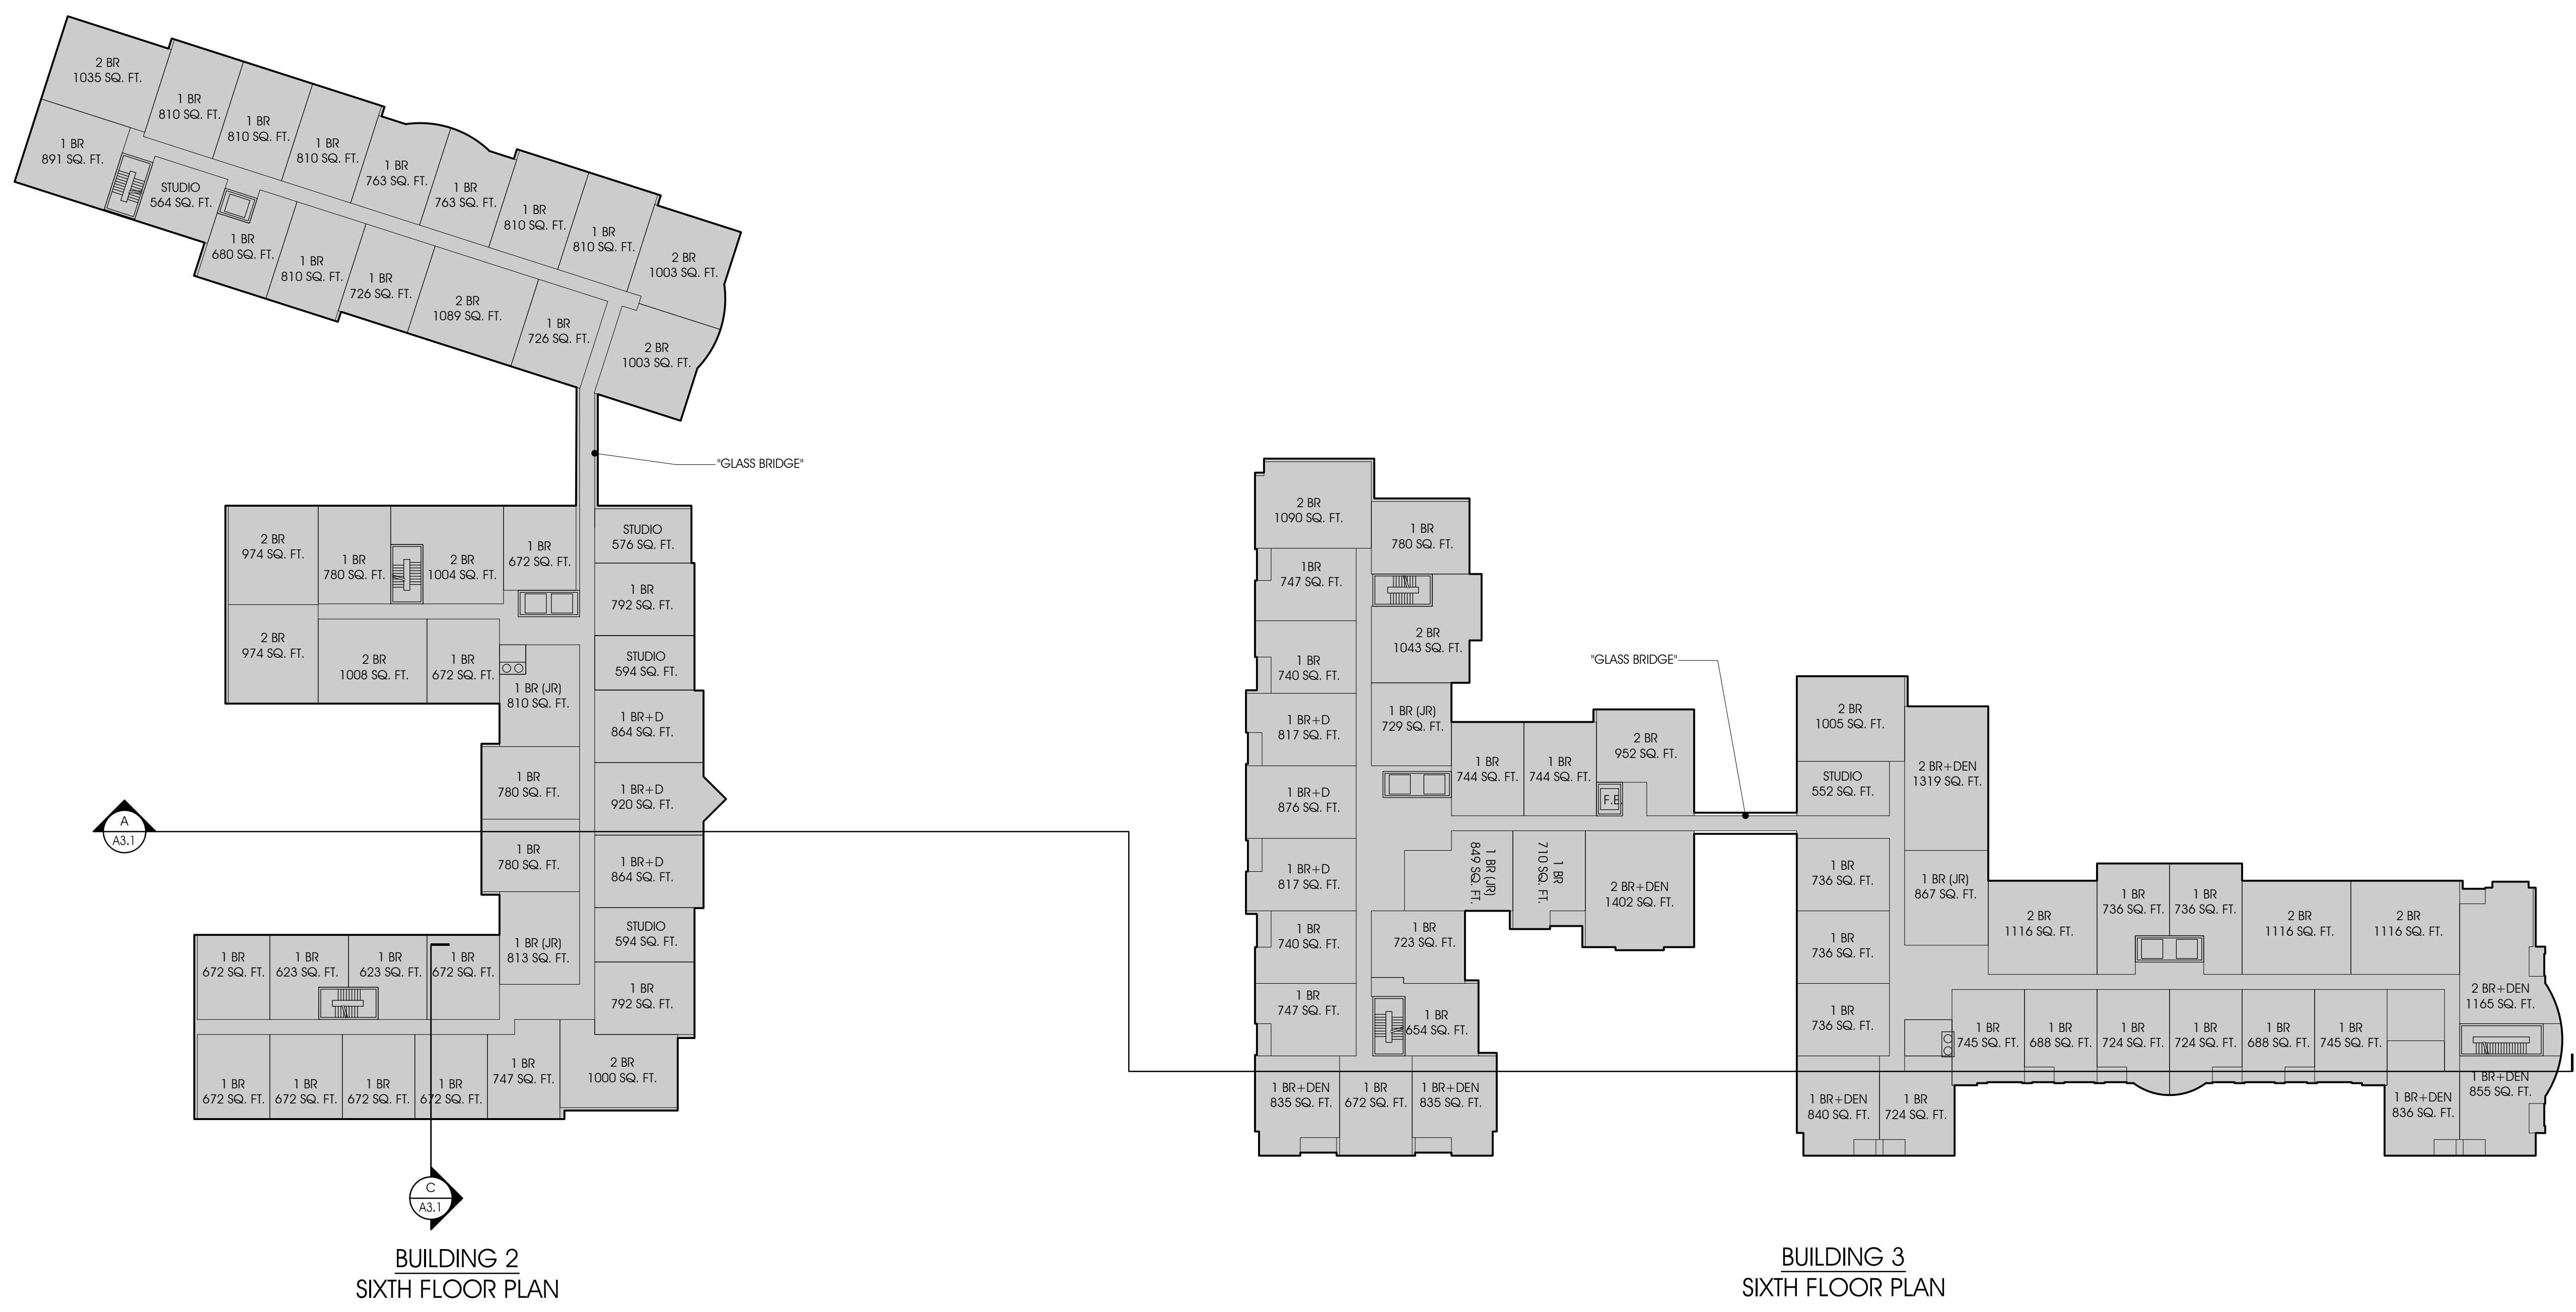 2 BR
1035 SQ. FT.
1 BR
810 SQ. FT.
1 BR
810 SQ. FT.
1 BR
810 SQ. FT.
1 BR
763 SQ. FT.
1 BR
763 SQ. FT.
1 BR
810 SQ. FT.
1 BR
810 SQ. FT.
2 BR
1003 SQ. FT.
1 BR
891 SQ. FT.
STUDIO
564 SQ. FT.
1 BR
680 SQ. FT.
1 BR
810 SQ. FT.
1 BR
726 SQ. FT.
2 BR
1089 SQ. FT.
1 BR
726 SQ. FT.
2 BR
1003 SQ. FT.
"GLASS BRIDGE"
2 BR
974 SQ. FT.
1 BR
780 SQ. FT.
2 BR
1004 SQ. FT.
1 BR
672 SQ. FT.
STUDIO
576 SQ. FT.
1 BR
792 SQ. FT.
2 BR
974 SQ. FT.
2 BR
1008 SQ. FT.
1 BR
672 SQ. FT.
1 BR (JR)
810 SQ. FT.
STUDIO
594 SQ. FT.
1 BR+D
864 SQ. FT.
1 BR
780 SQ. FT.
1 BR+D
920 SQ. FT.
1 BR
780 SQ. FT.
1 BR+D
864 SQ. FT.
1 BR (JR)
813 SQ. FT.
STUDIO
594 SQ. FT.
1 BR
792 SQ. FT.
1 BR
672 SQ. FT.
1 BR
623 SQ. FT.
1 BR
623 SQ. FT.
1 BR
672 SQ. FT.
1 BR
672 SQ. FT.
1 BR
672 SQ. FT.
1 BR
672 SQ. FT.
1 BR
672 SQ. FT.
1 BR
747 SQ. FT.
2 BR
1000 SQ. FT.
A
A3.1
C
A3.1
BUILDING 2
SIXTH FLOOR PLAN
2 BR
1090 SQ. FT.
1 BR
780 SQ. FT.
1BR
747 SQ. FT.
2 BR
1043 SQ. FT.
1 BR
740 SQ. FT.
1 BR+D
817 SQ. FT.
1 BR (JR)
729 SQ. FT.
1 BR
744 SQ. FT.
1 BR
744 SQ. FT.
2 BR
952 SQ. FT.
F.E.
"GLASS BRIDGE"
1 BR+D
876 SQ. FT.
1 BR+D
817 SQ. FT.
1 BR (JR)
849 SQ. FT.
1 BR
710 SQ. FT.
2 BR+DEN
1402 SQ. FT.
1 BR
740 SQ. FT.
1 BR
723 SQ. FT.
1 BR
747 SQ. FT.
1 BR
654 SQ. FT.
1 BR+DEN
835 SQ. FT.
1 BR
672 SQ. FT.
1 BR+DEN
835 SQ. FT.
2 BR
1005 SQ. FT.
STUDIO
552 SQ. FT.
2 BR+DEN
1319 SQ. FT.
1 BR
736 SQ. FT.
1 BR (JR)
867 SQ. FT.
1 BR
736 SQ. FT.
1 BR
736 SQ. FT.
2 BR
1116 SQ. FT.
1 BR
736 SQ. FT.
1 BR
736 SQ. FT.
2 BR
1116 SQ. FT.
2 BR
1116 SQ. FT.
2 BR+DEN
1165 SQ. FT.
1 BR
745 SQ. FT.
1 BR
688 SQ. FT.
1 BR
724 SQ. FT.
1 BR
724 SQ. FT.
1 BR
688 SQ. FT.
1 BR
745 SQ. FT.
1 BR+DEN
840 SQ. FT.
1 BR
724 SQ. FT.
1 BR+DEN
836 SQ. FT.
1 BR+DEN
855 SQ. FT.
BUILDING 3
SIXTH FLOOR PLAN